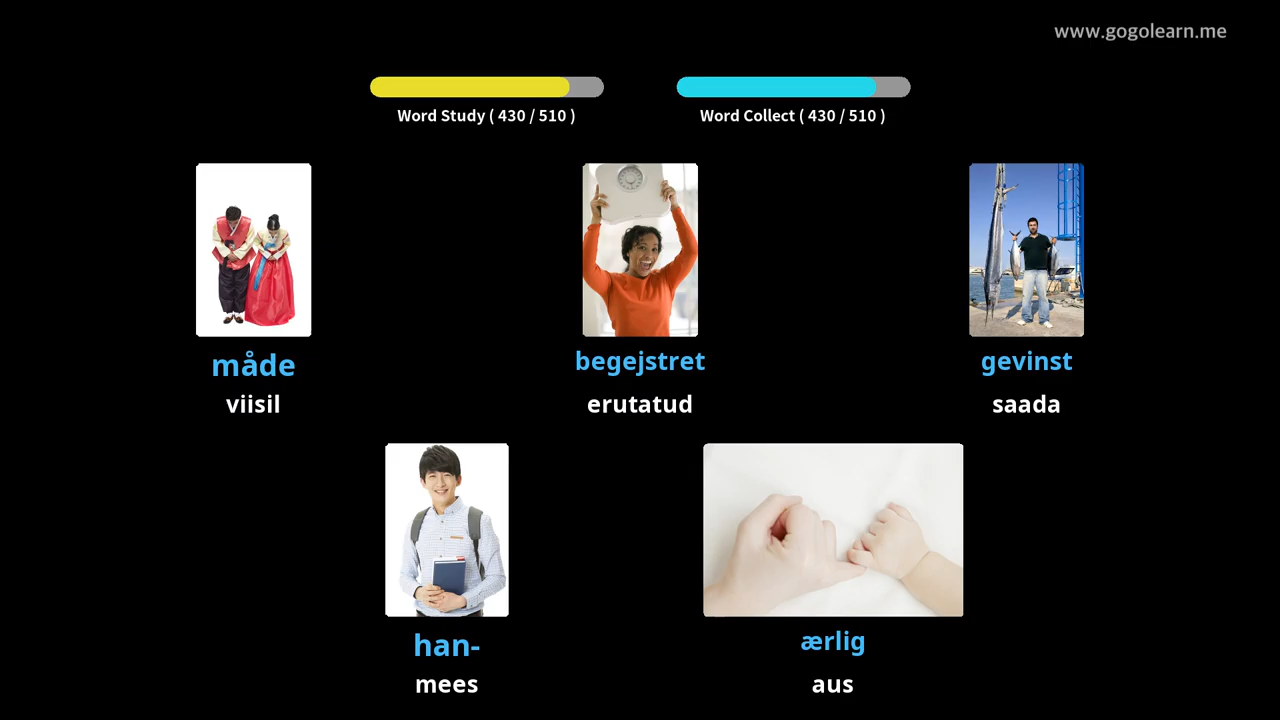 www.gogolearn.me
Word Study ( 430 / 510 )
Word Collect ( 430 / 510 )
måde
viisil
begejstret
erutatud
gevinst
saada
han-
mees
ærlig
aus